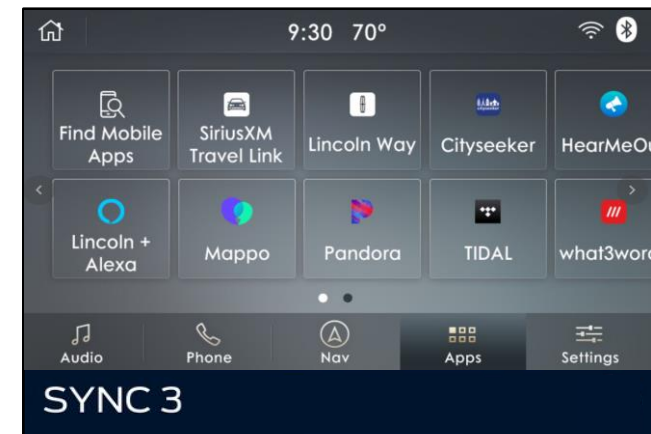 9:30 70°
Find Mobile
Apps
SiriusXM
Travel Link
Lincoln Way
Cityseeker
HearMeOu
Lincoln +
Alexa
Mappo
Pandora
TIDAL
what3word
Audio
Phone
Nav
Apps
Settings
SYNC 3